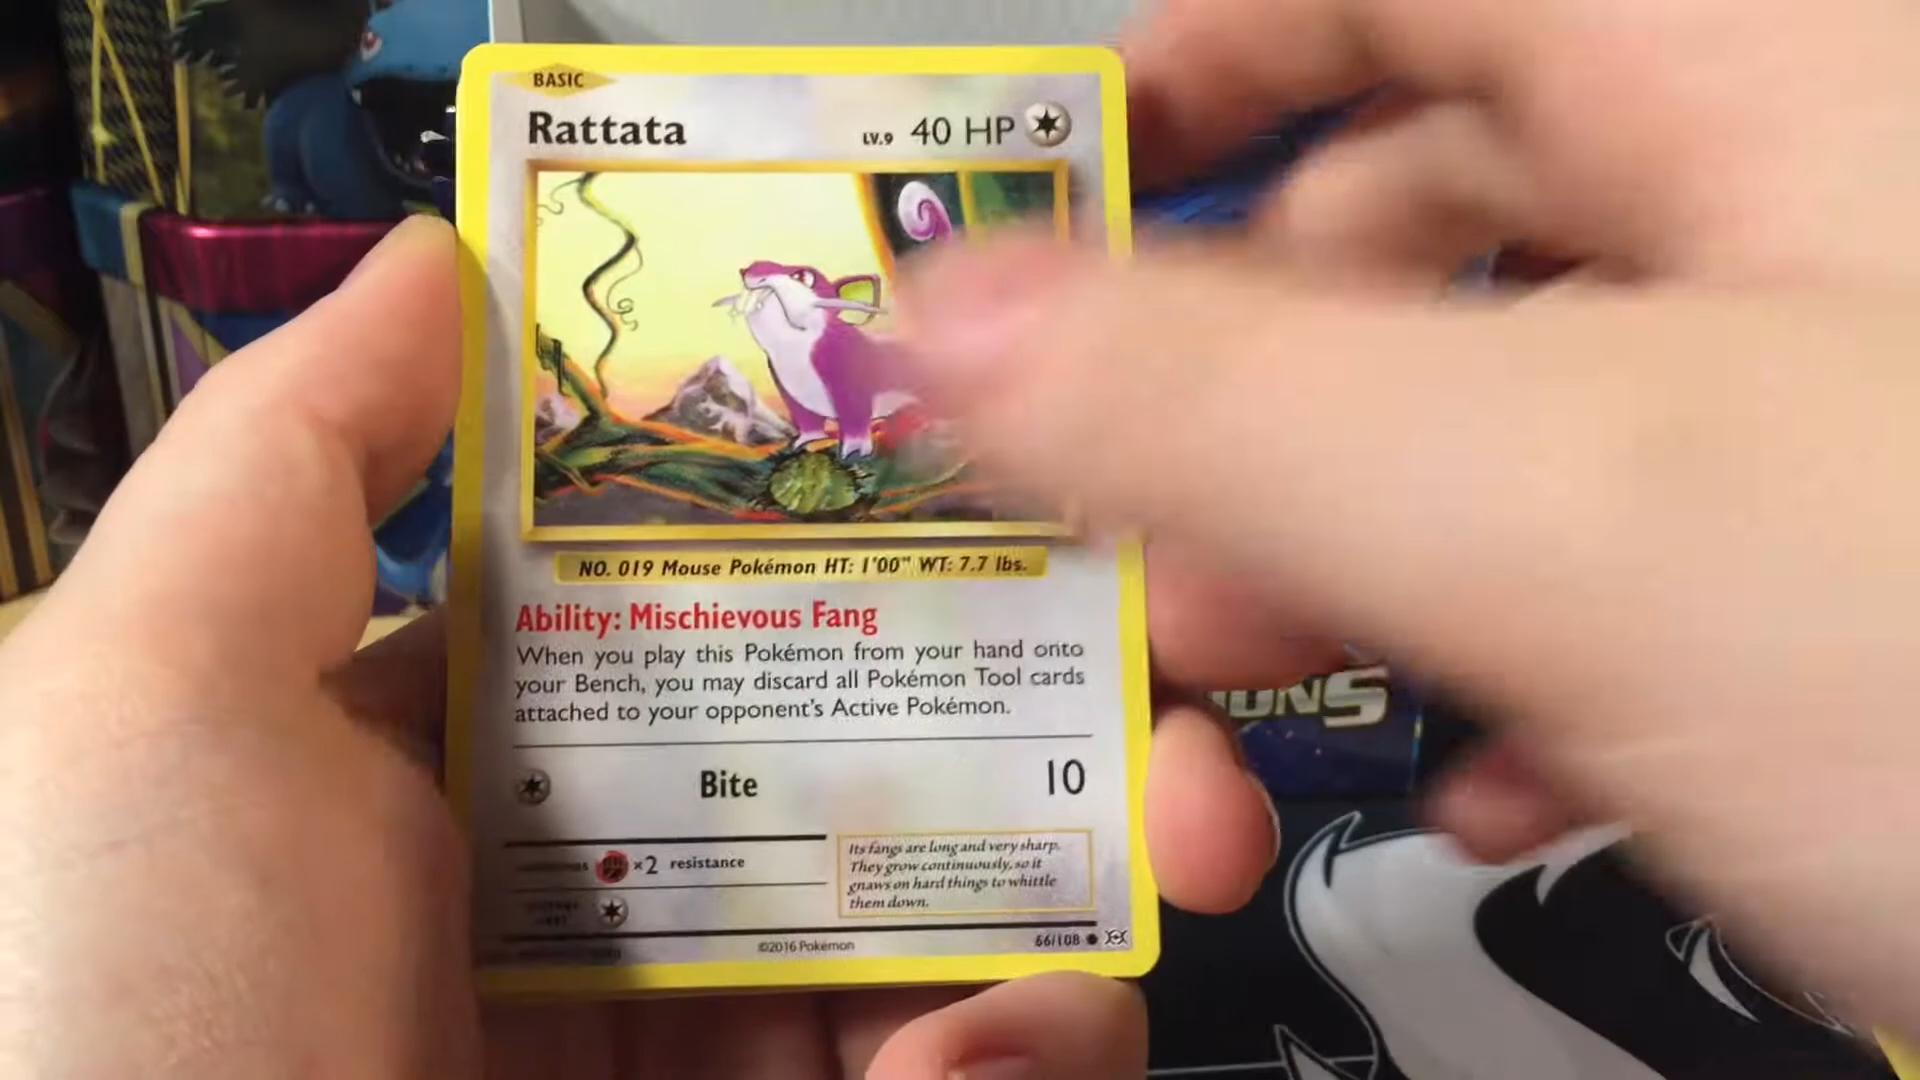 BASIC
Rattata LV.9 40 HP
NO. 019 Mouse Pokémon HT: 1'00" WT: 7.7 lbs.
Ability: Mischievous Fang
When you play this Pokémon from your hand onto
your Bench, you may discard all Pokémon Tool cards
attached to your opponent's Active Pokémon.
Bite 10
×2 resistance
Its fangs are long and very sharp.
They grow continuously, so it
gnaws on hard things to whittle
them down.
©2016 Pokémon
66/108
IONS